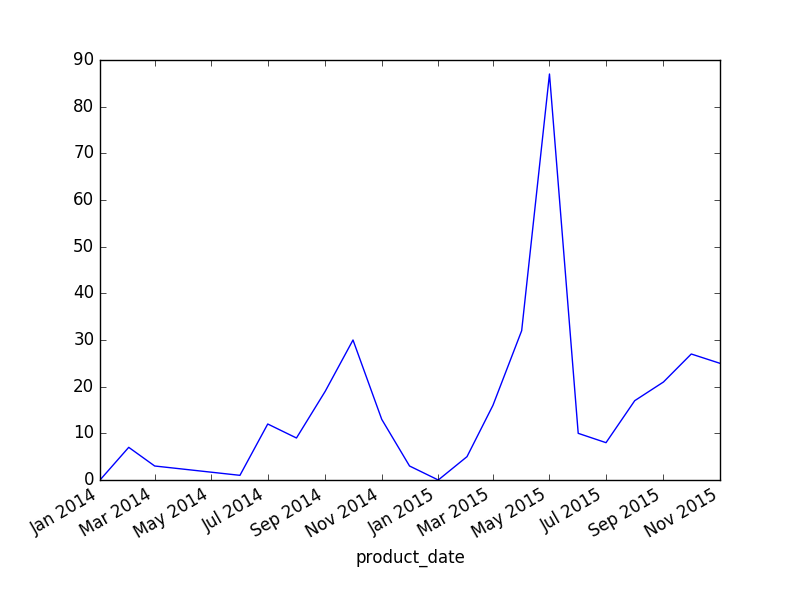 90
80
70
60
50
40
30
20
10
0
Jan 2014
Mar 2014
May 2014
Jul 2014
Sep 2014
Nov 2014
Jan 2015
Mar 2015
May 2015
Jul 2015
Sep 2015
Nov 2015
product_date